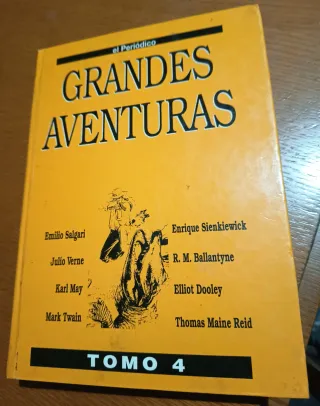 el Periódico
GRANDES
AVENTURAS
Emilio Salgari
Julio Verne
Karl May
Mark Twain
Enrique Sienkiewick
R. M. Ballantyne
Elliot Dooley
Thomas Maine Reid
TOMO 4